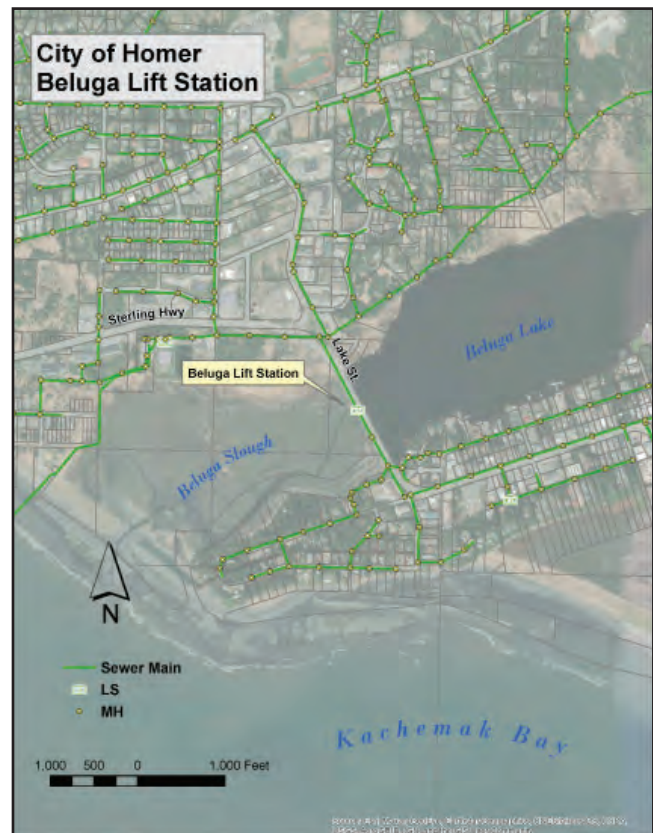 City of Homer
Beluga Lift Station
Sterling Hwy
Lake St.
Beluga Lake
Beluga Lift Station
Beluga Slough
N
Sewer Main
LS
MH
1,000 500 0 1,000 Feet
Kachemak Bay